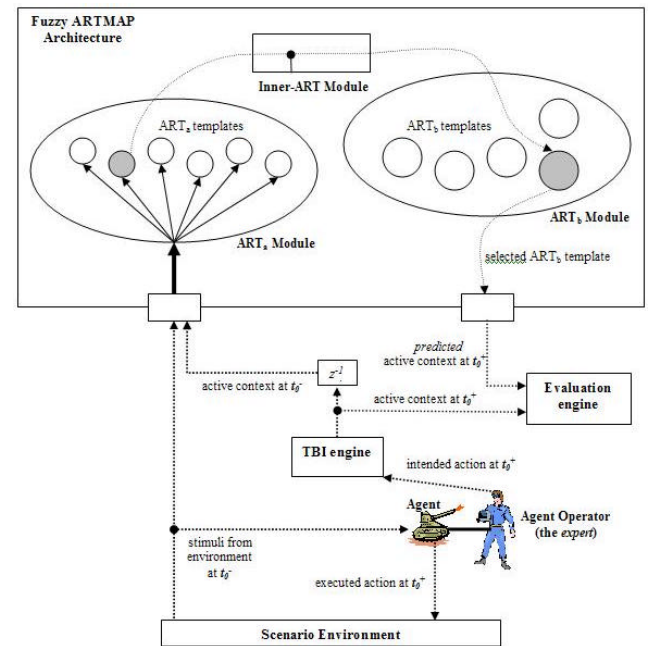 Fuzzy ARTMAP
Architecture
Inner-ART Module
ARTa templates
ARTb templates
ARTa Module
ARTb Module
selected ARTb template
predicted
active context at t0+
z-1
active context at t0-
active context at t0+
Evaluation
engine
TBI engine
intended action at t0+
Agent
Agent Operator
(the expert)
stimuli from
environment
at t0-
executed action at t0+
Scenario Environment